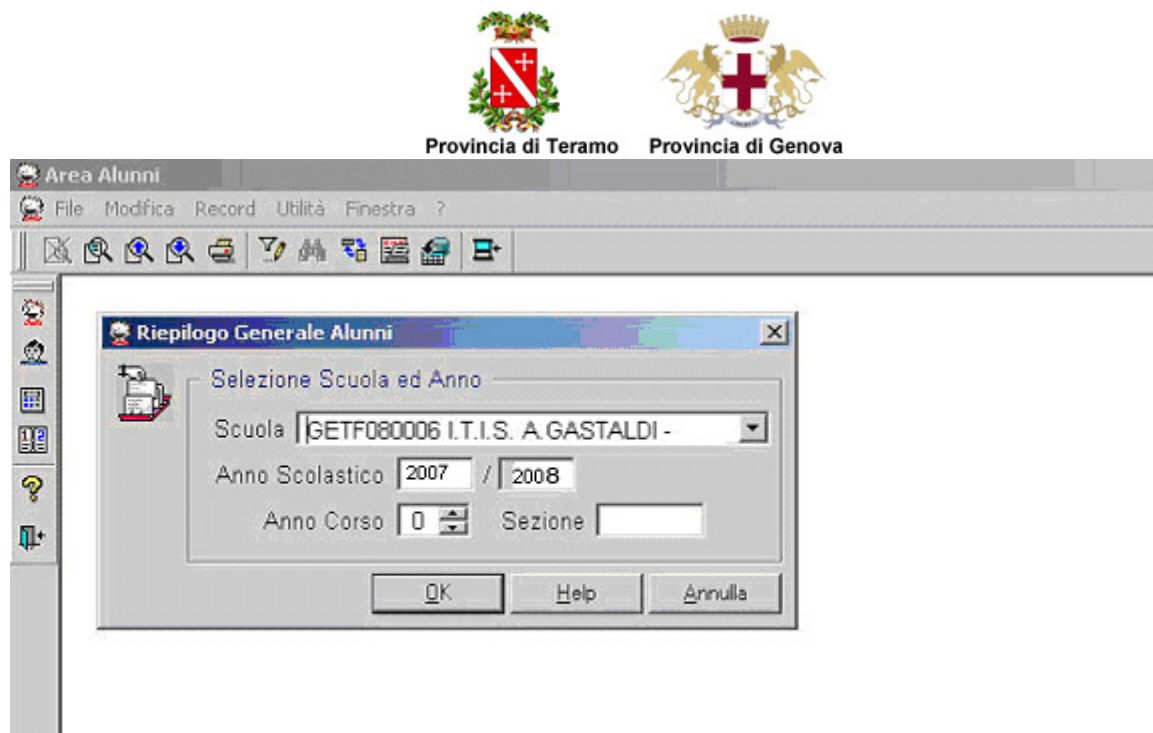 Provincia di Teramo Provincia di Genova
Area Alunni
File Modifica Record Utilità Finestra ?
Riepilogo Generale Alunni
Selezione Scuola ed Anno
Scuola GETF080006 I.T.I.S. A.GASTALDI -
Anno Scolastico 2007 / 2008
Anno Corso 0 Sezione
OK Help Annulla